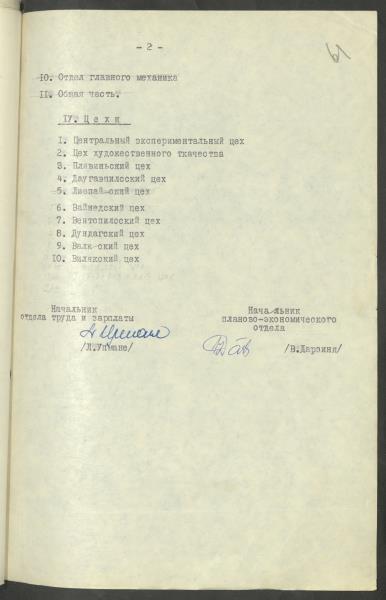 - 2 -
10. Отдел главного механика
11. Общая часть.
IУ. Ц е х и
1. Центральный экспериментальный цех
2. Цех художественного ткачества
3. Плявиньский цех
4. Даугавпилсский цех
5. Лиепайский цех
6. Вайнедский цех
7. Вентспилсский цех
8. Дундагский цех
9. Валкский цех
10. Вилякский цех
Начальник
отдела труда и зарплаты
Начальник
планово-экономического
отдела
/В.Дарзиня/